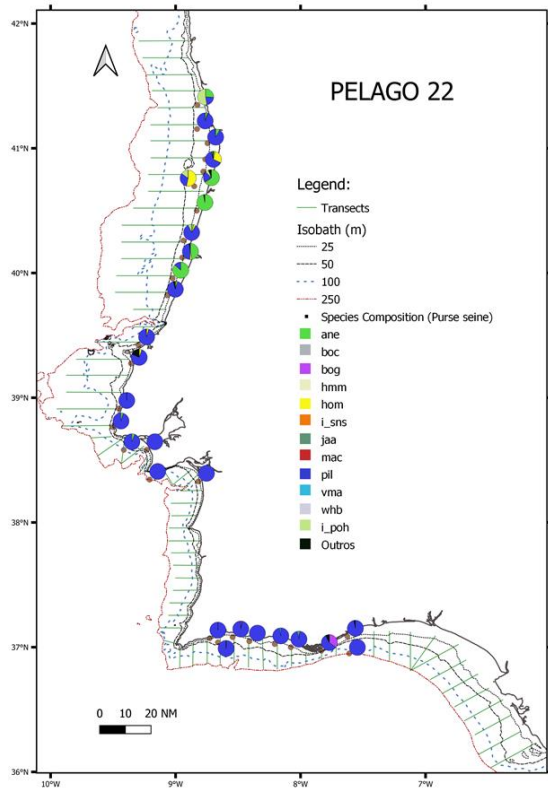 42°N
PELAGO 22
41°N
Legend:
Transects
Isobath (m)
25
50
100
250
Species Composition (Purse seine)
ane
boc
bog
hmm
hom
i_sns
jaa
mac
pil
vma
whb
i_poh
Outros
40°N
39°N
38°N
37°N
0 10 20 NM
36°N
10°W 9°W 8°W 7°W